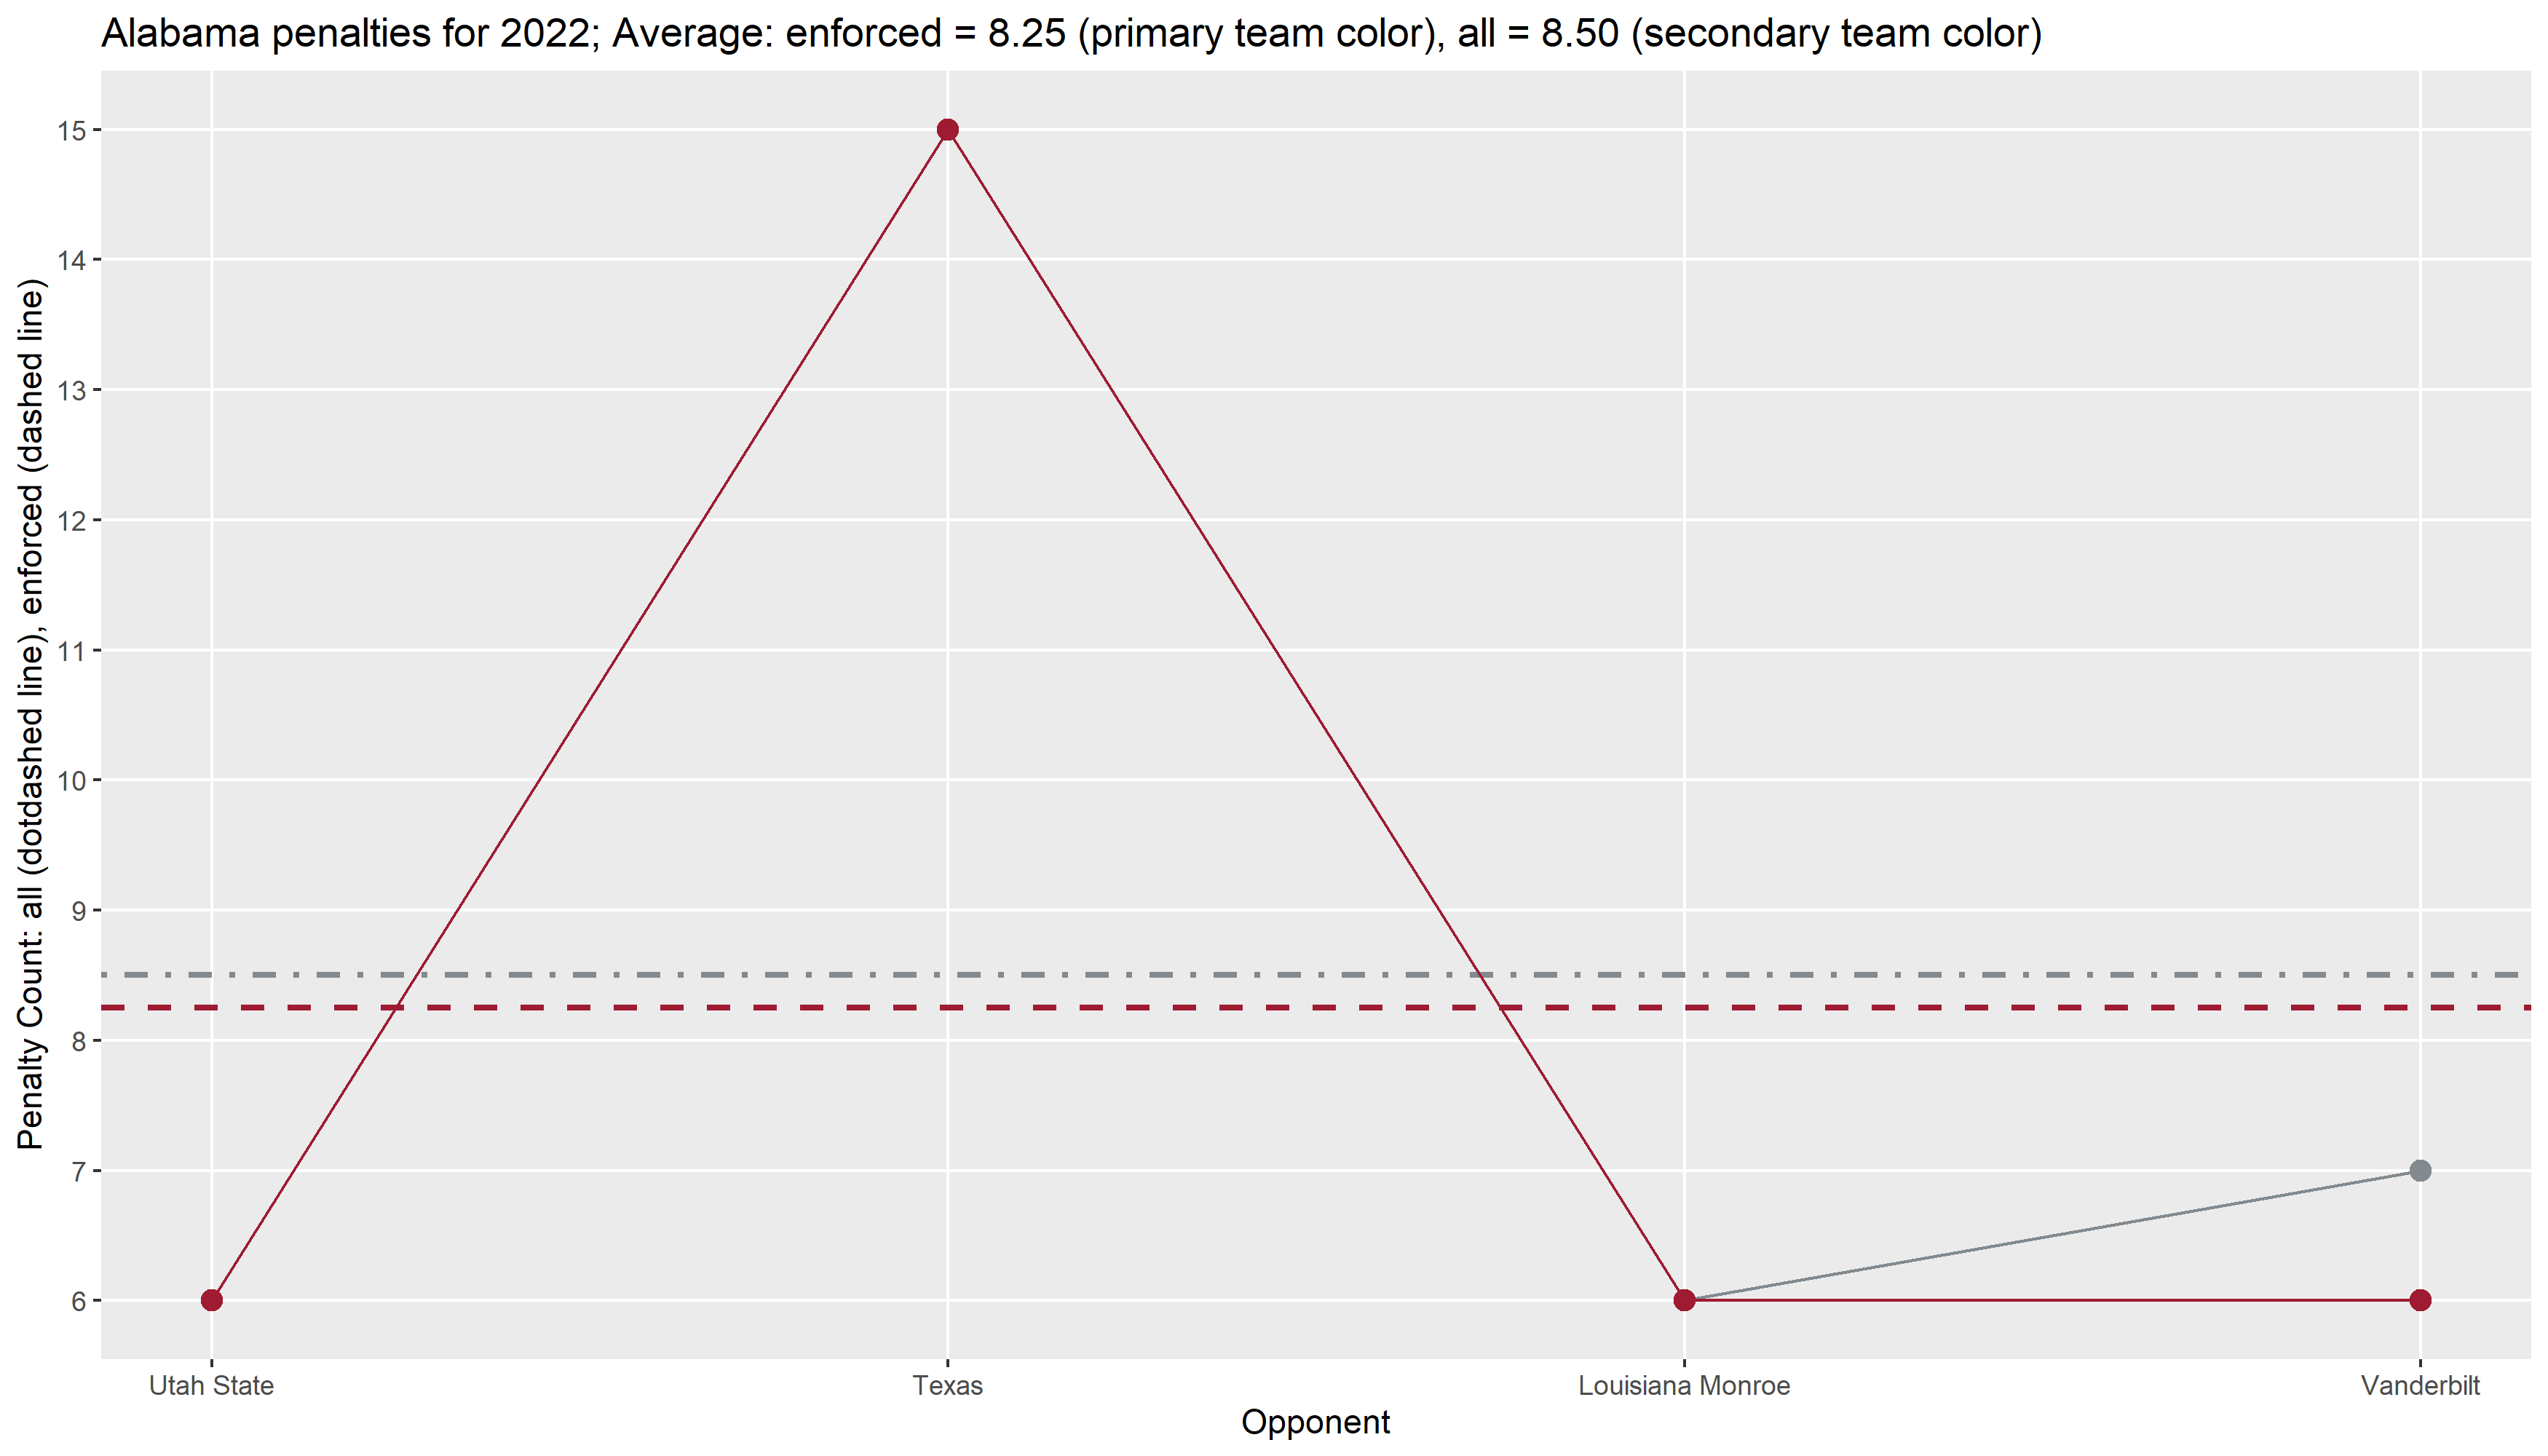 Alabama penalties for 2022; Average: enforced = 8.25 (primary team color), all = 8.50 (secondary team color)
Penalty Count: all (dotdashed line), enforced (dashed line)
15
14
13
12
11
10
9
8
7
6
Utah State
Texas
Louisiana Monroe
Vanderbilt
Opponent